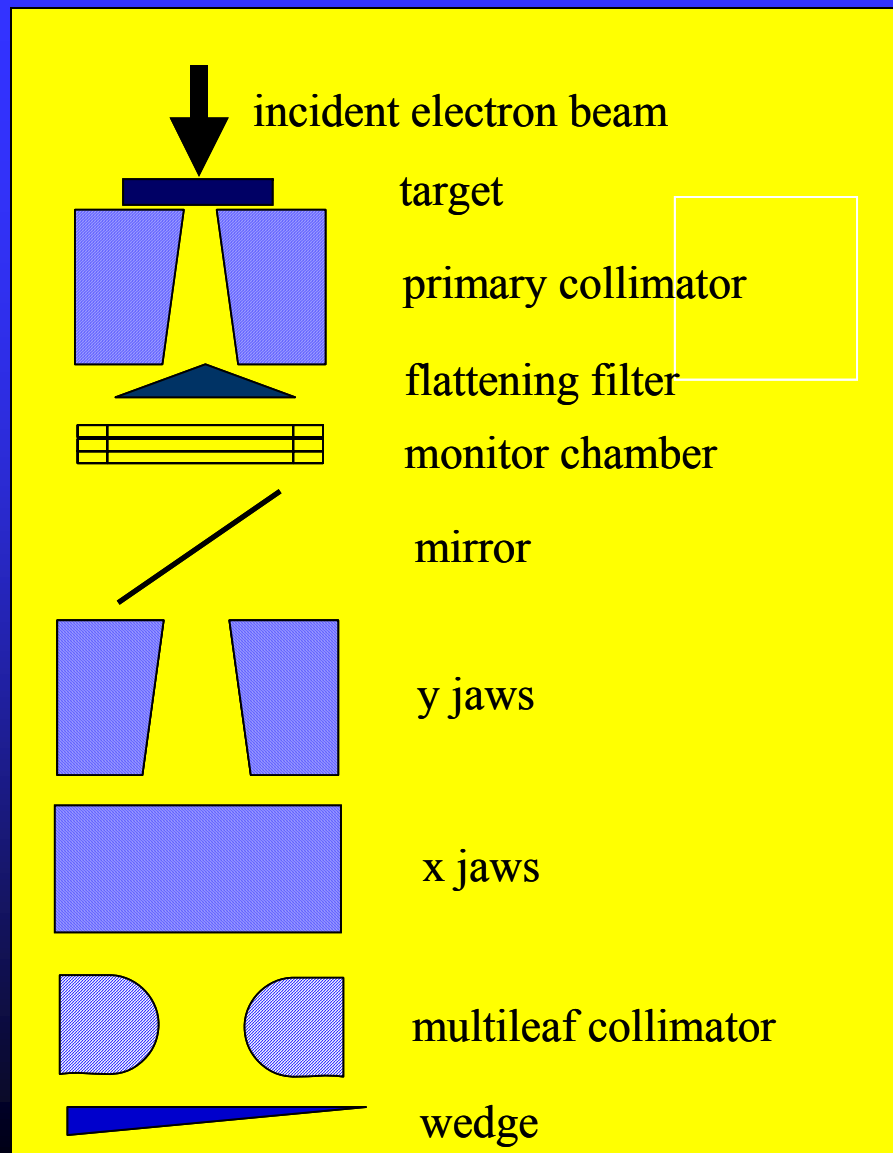 incident electron beam
target
primary collimator
flattening filter
monitor chamber
mirror
y jaws
x jaws
multileaf collimator
wedge